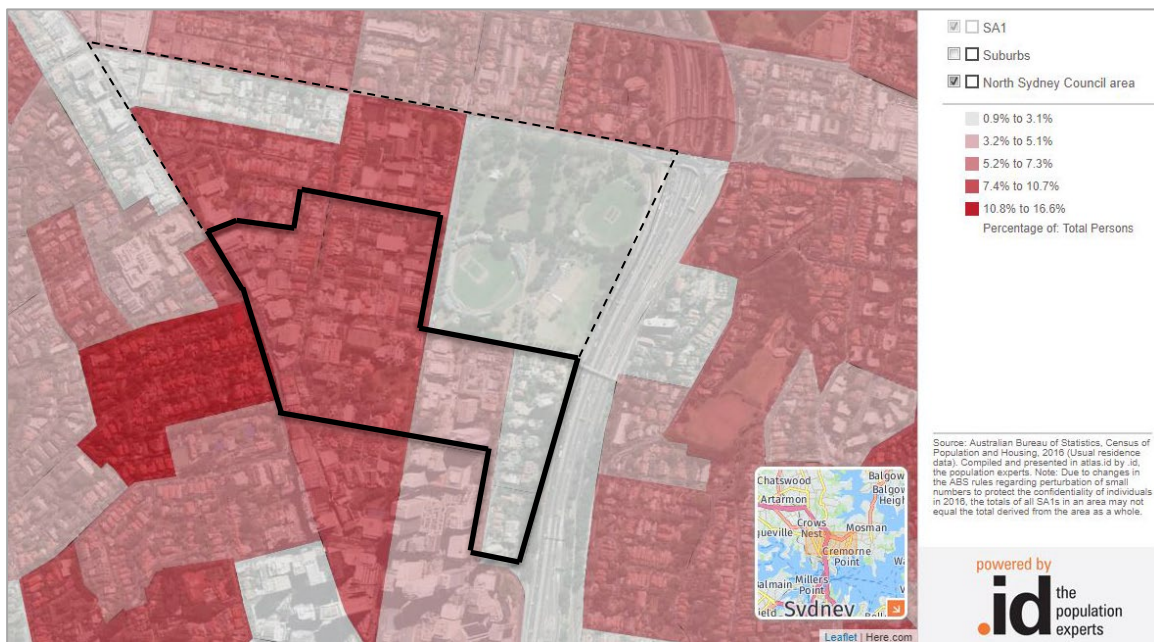 SA1
Suburbs
North Sydney Council area
0.9% to 3.1%
3.2% to 5.1%
5.2% to 7.3%
7.4% to 10.7%
10.8% to 16.6%
Percentage of: Total Persons
Source: Australian Bureau of Statistics, Census of
Population and Housing, 2016 (Usual residence
data). Compiled and presented in atlas.id by .id,
the population experts. Note: Due to changes in
the ABS rules regarding perturbation of small
numbers to protect the confidentiality of individuals
in 2016, the totals of all SA1s in an area may not
equal the total derived from the area as a whole.
Chatswood
Balgow
Artarmon
Balgow
Heigh
Crows
Nest
Mosman
gueville
Cremorne
Point
Balmain
Millers
Point
Sydney
Leaflet | Here.com
powered by
.id the
population
experts